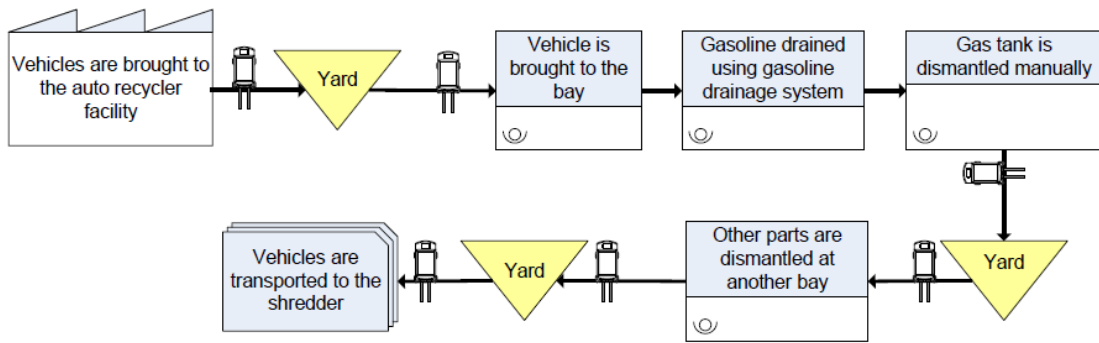 Vehicles are brought to
the auto recycler
facility
Yard
Vehicle is
brought to the
bay
Gasoline drained
using gasoline
drainage system
Gas tank is
dismantled manually
Yard
Other parts are
dismantled at
another bay
Yard
Vehicles are
transported to the
shredder